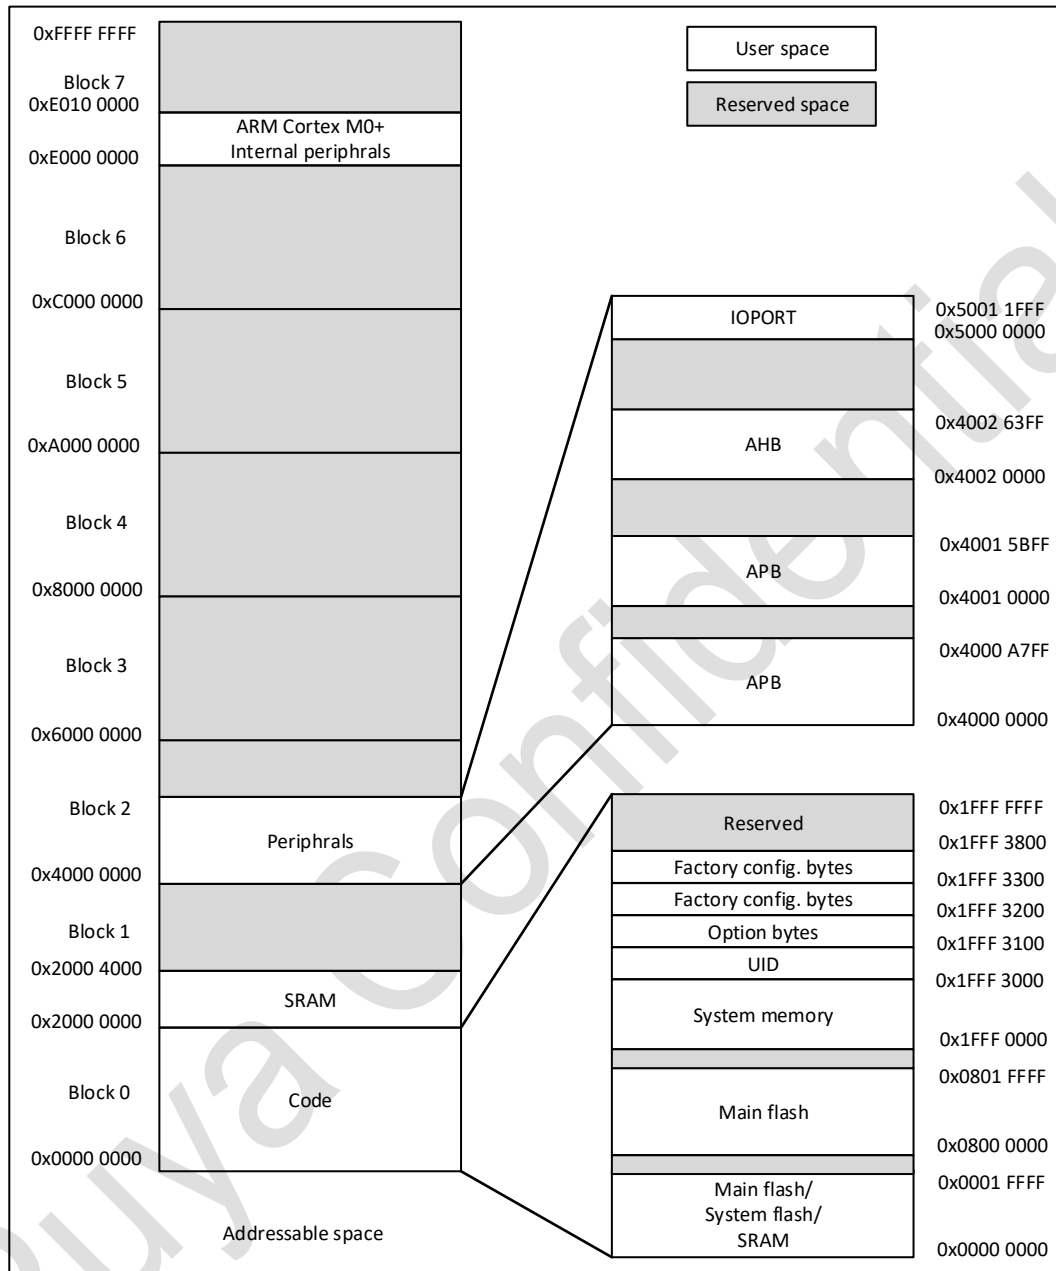 0xFFFF FFFF
Block 7
0xE010 0000
ARM Cortex M0+
Internal periphrals
0xE000 0000
Block 6
0xC000 0000
Block 5
0xA000 0000
Block 4
0x8000 0000
Block 3
0x6000 0000
Block 2
Periphrals
0x4000 0000
Block 1
0x2000 4000
SRAM
0x2000 0000
Block 0
Code
0x0000 0000
Addressable space
User space
Reserved space
IOPORT
0x5001 1FFF
0x5000 0000
0x4002 63FF
AHB
0x4002 0000
0x4001 5BFF
APB
0x4001 0000
0x4000 A7FF
APB
0x4000 0000
0x1FFF FFFF
Reserved
0x1FFF 3800
Factory config. bytes
0x1FFF 3300
Factory config. bytes
0x1FFF 3200
Option bytes
0x1FFF 3100
UID
0x1FFF 3000
System memory
0x1FFF 0000
0x0801 FFFF
Main flash
0x0800 0000
0x0001 FFFF
Main flash/
System flash/
SRAM
0x0000 0000
Puya Confidential